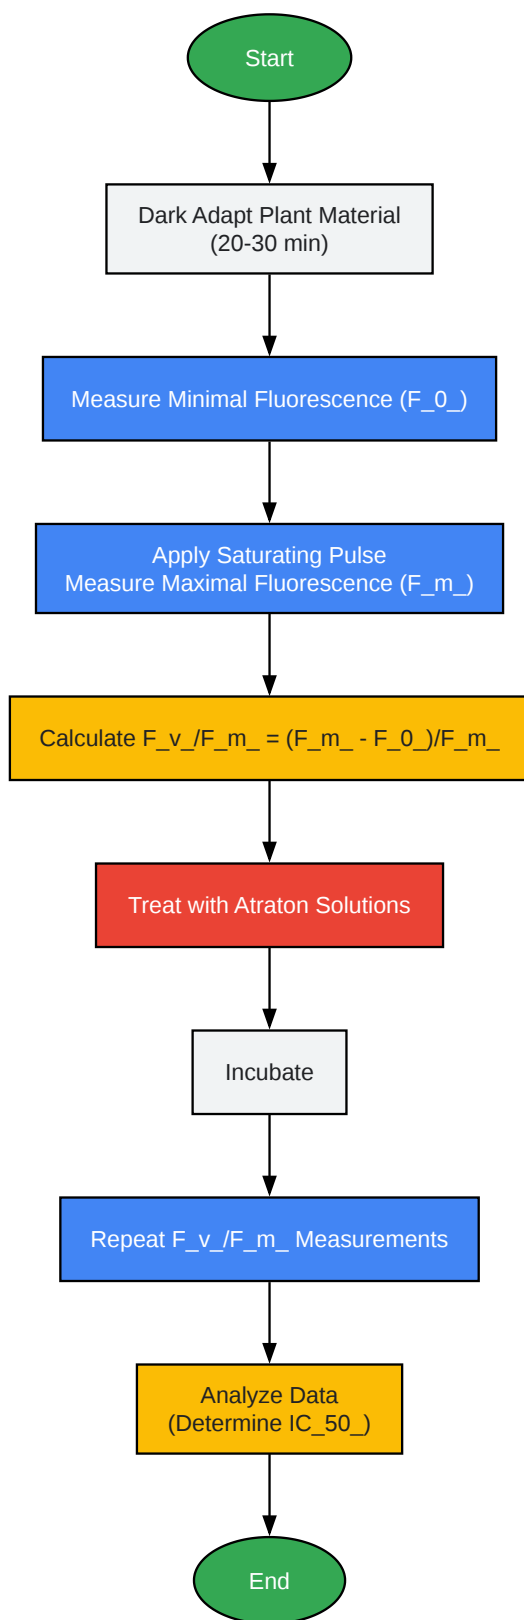 Start
Dark Adapt Plant Material
(20-30 min)
Measure Minimal Fluorescence (F_0_)
Apply Saturating Pulse
Measure Maximal Fluorescence (F_m_)
Calculate F_v_/F_m_ = (F_m_ - F_0_)/F_m_
Treat with Atraton Solutions
Incubate
Repeat F_v_/F_m_ Measurements
Analyze Data
(Determine IC_50_)
End